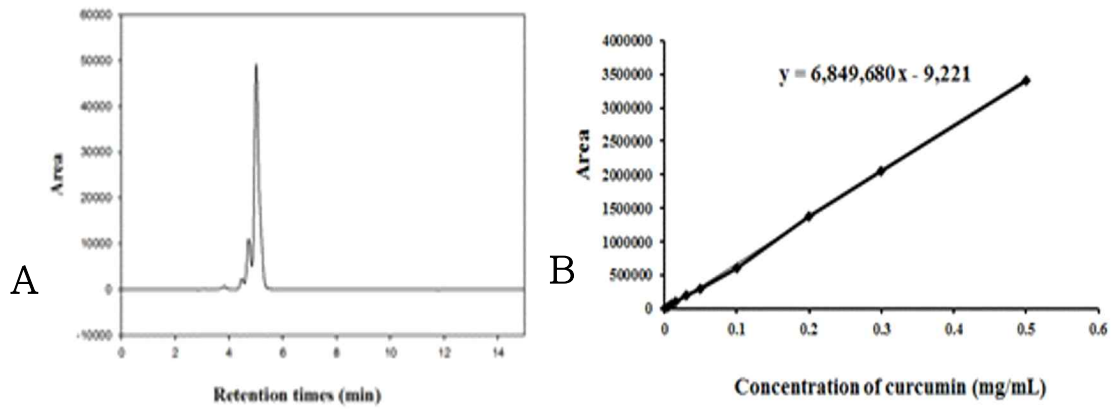 60000
50000
40000
30000
20000
10000
0
-10000
Area
0 2 4 6 8 10 12 14
Retention times (min)
A
4000000
3500000
3000000
2500000
2000000
1500000
1000000
500000
0
Area
y = 6,849,680x - 9,221
0 0.1 0.2 0.3 0.4 0.5 0.6
Concentration of curcumin (mg/mL)
B